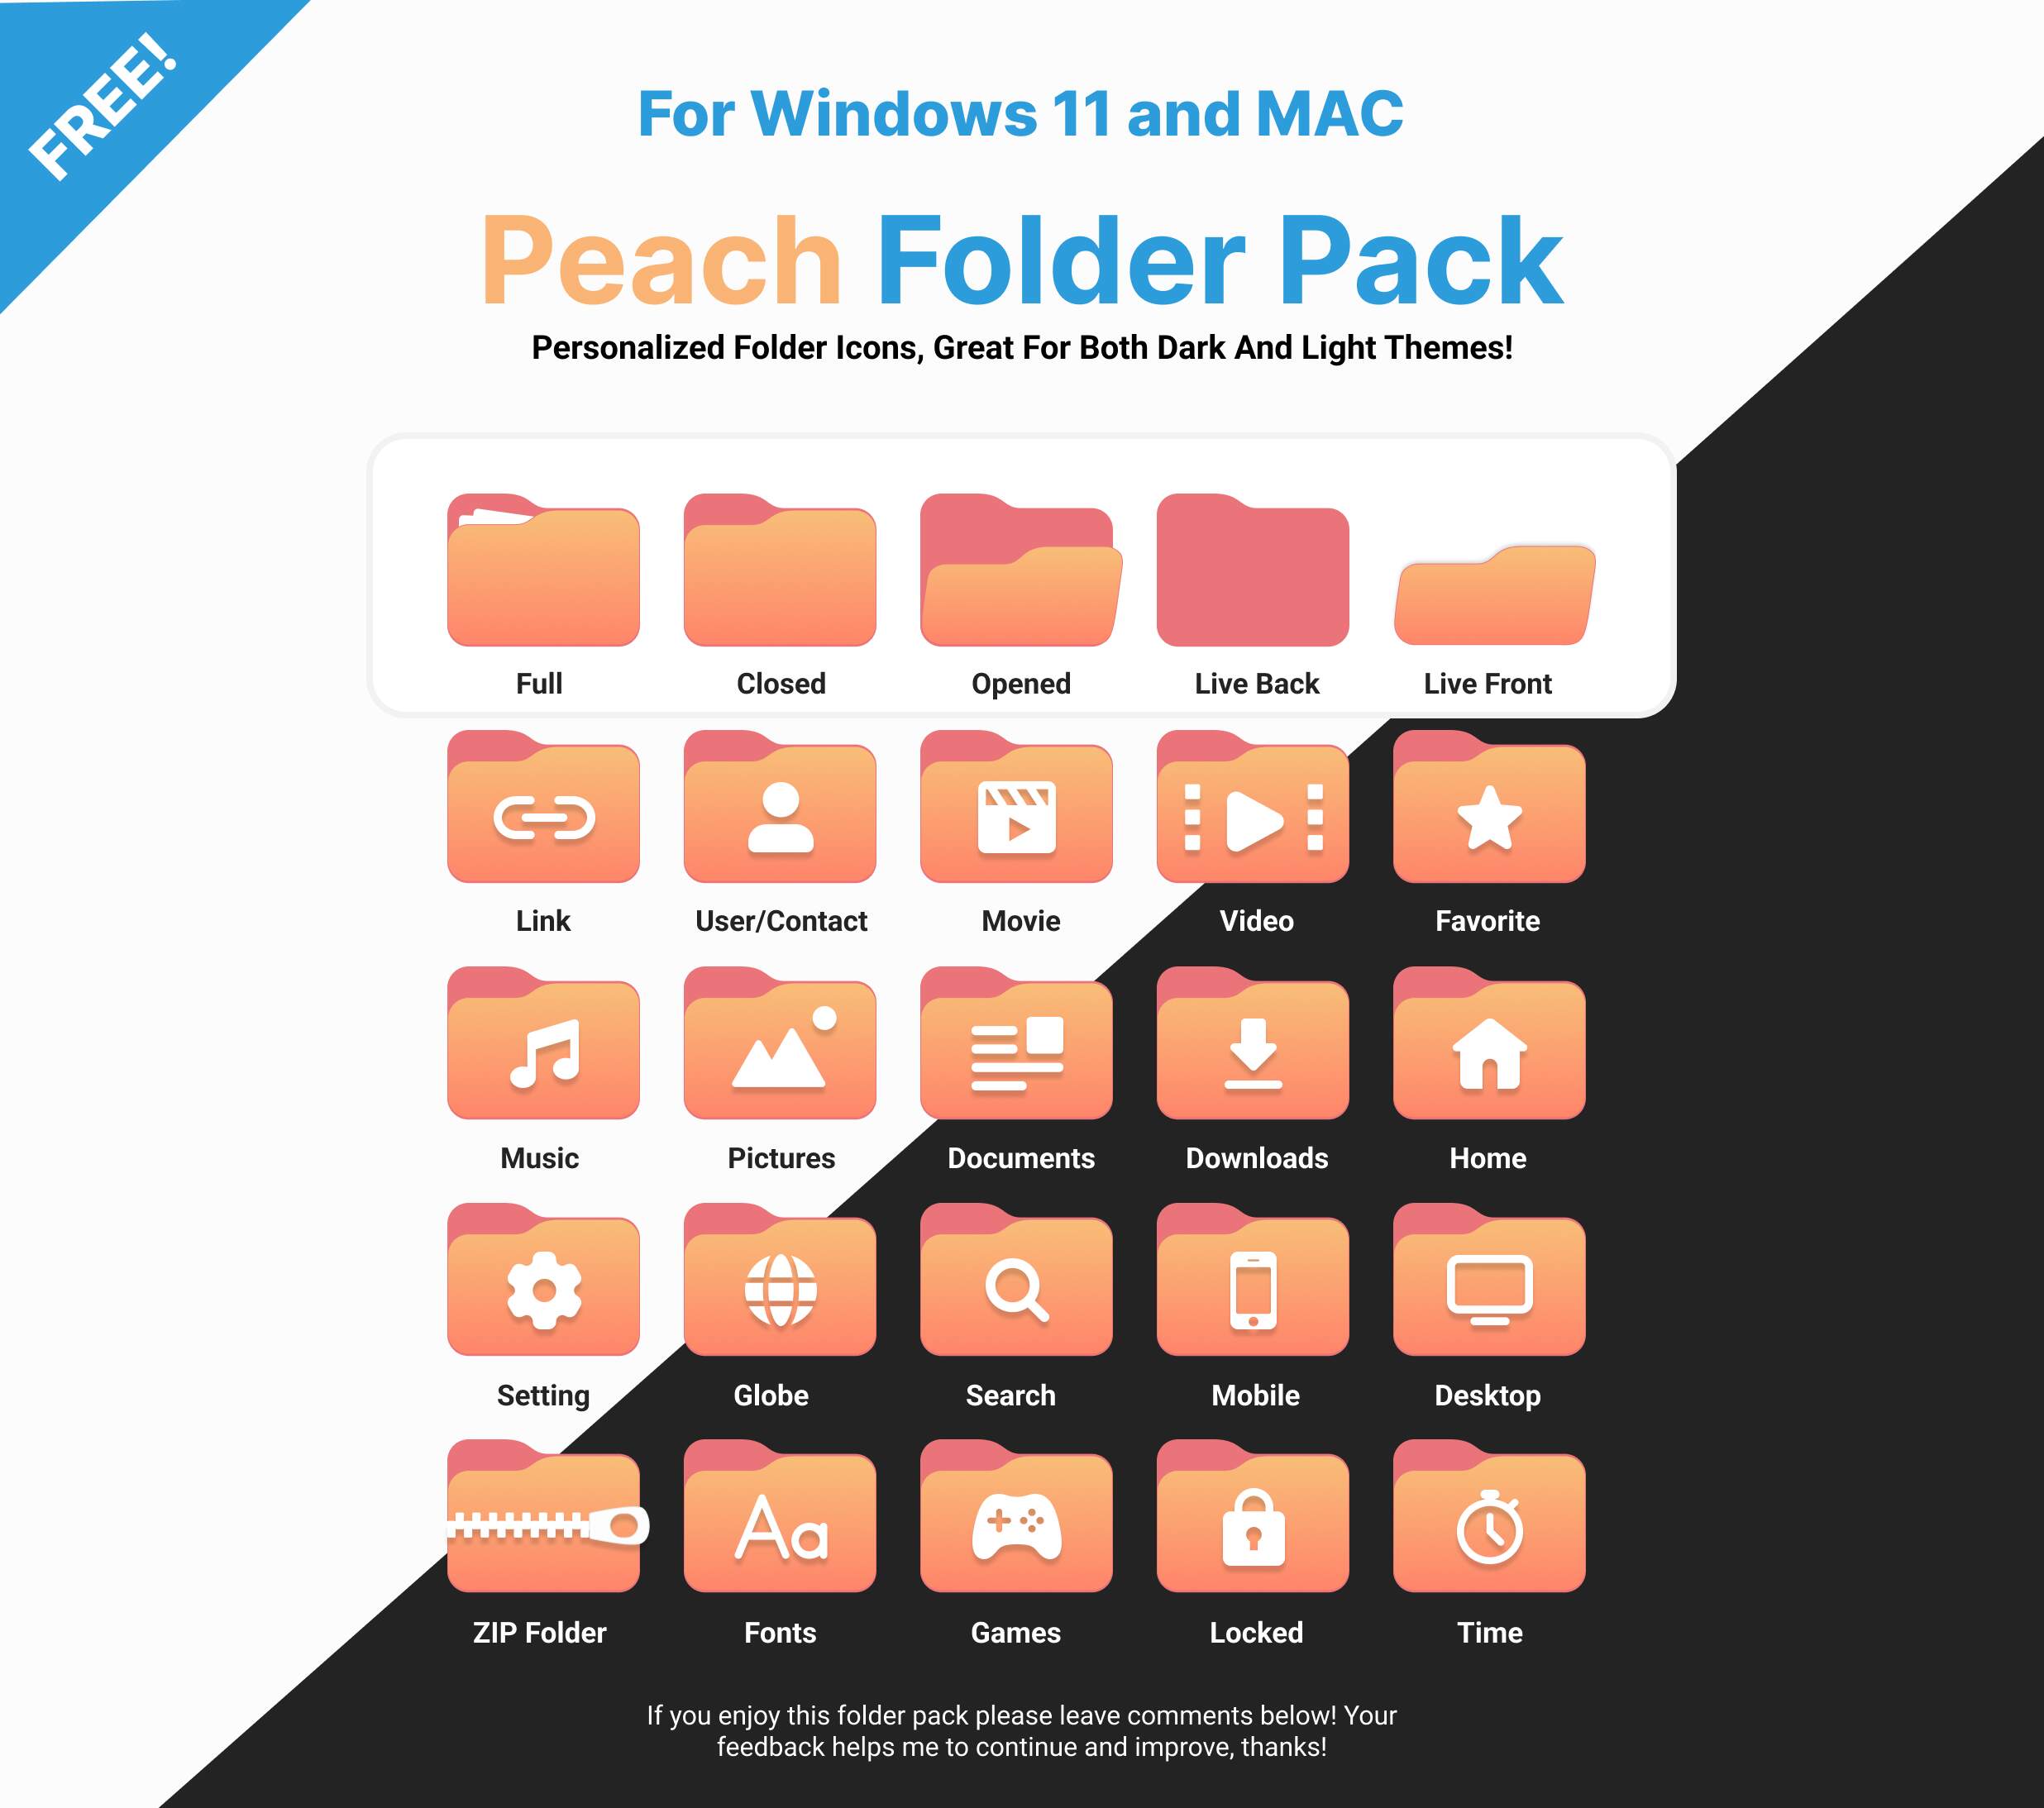 FREE!
For Windows 11 and MAC
Peach Folder Pack
Personalized Folder Icons, Great For Both Dark And Light Themes!
Full Closed Opened Live Back Live Front
Link User/Contact Movie Video Favorite
Music Pictures Documents Downloads Home
Setting Globe Search Mobile Desktop
Aa
ZIP Folder Fonts Games Locked Time
If you enjoy this folder pack please leave comments below! Your
feedback helps me to continue and improve, thanks!